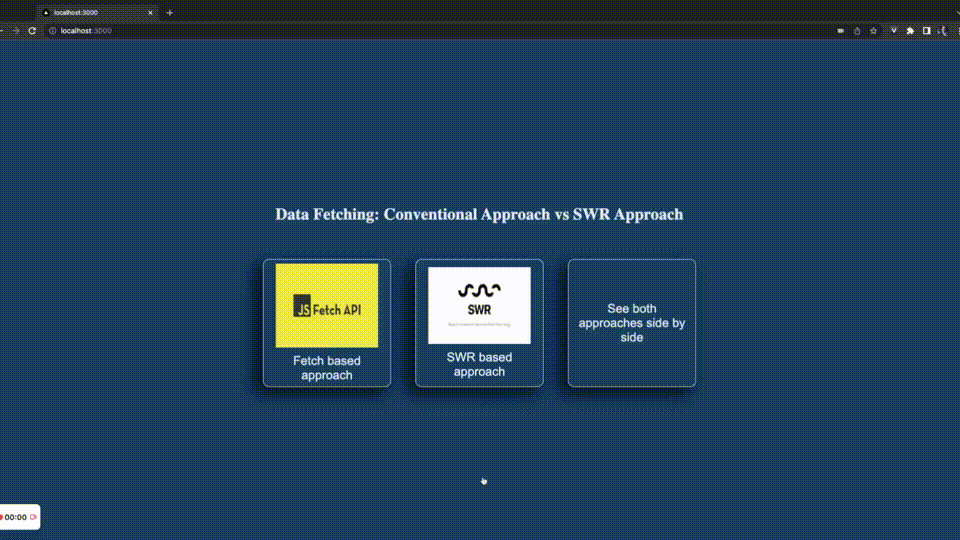 localhost:3000
localhost:3000
Data Fetching: Conventional Approach vs SWR Approach
JS Fetch API
Fetch based
approach
SWR
SWR based
approach
See both
approaches side by
side
00:00